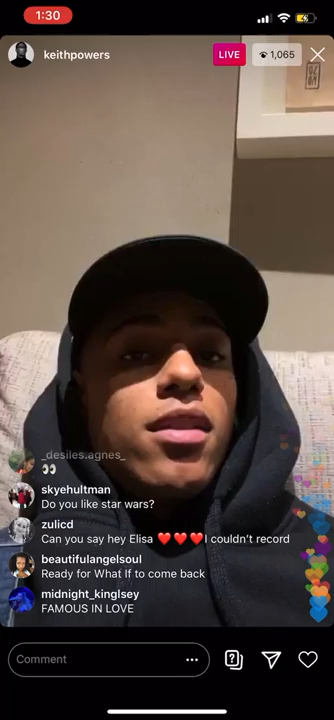 1:30
keithpowers
LIVE
1,065
_desiles.agnes_
👀
skyehultman
Do you like star wars?
zulicd
Can you say hey Elisa ❤️❤️❤️I couldn't record
beautifulangelsoul
Ready for What If to come back
midnight_kinglsey
FAMOUS IN LOVE
Comment